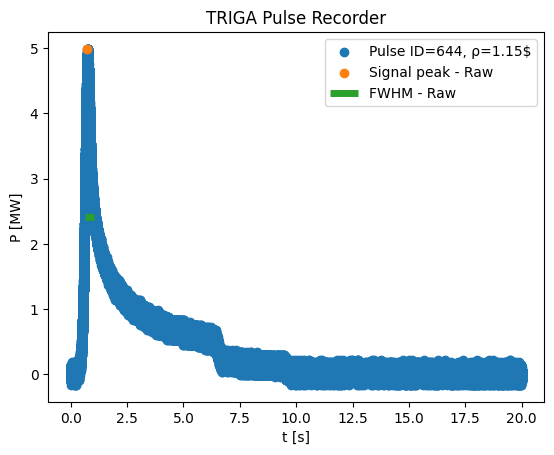 TRIGA Pulse Recorder
Pulse ID=644, ρ=1.15$
Signal peak - Raw
FWHM - Raw
P [MW]
5
4
3
2
1
0
0.0 2.5 5.0 7.5 10.0 12.5 15.0 17.5 20.0
t [s]